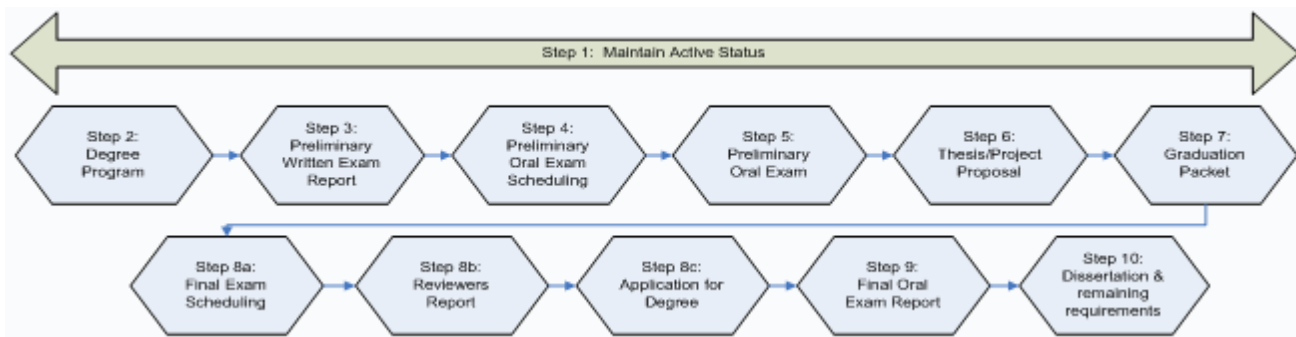 Step 1:  Maintain Active Status
Step 2:
Degree
Program
Step 3:
Preliminary
Written Exam
Report
Step 4:
Preliminary
Oral Exam
Scheduling
Step 5:
Preliminary
Oral Exam
Step 6:
Thesis/Project
Proposal
Step 7:
Graduation
Packet
Step 8a:
Final Exam
Scheduling
Step 8b:
Reviewers
Report
Step 8c:
Application for
Degree
Step 9:
Final Oral
Exam Report
Step 10:
Dissertation &
remaining
requirements